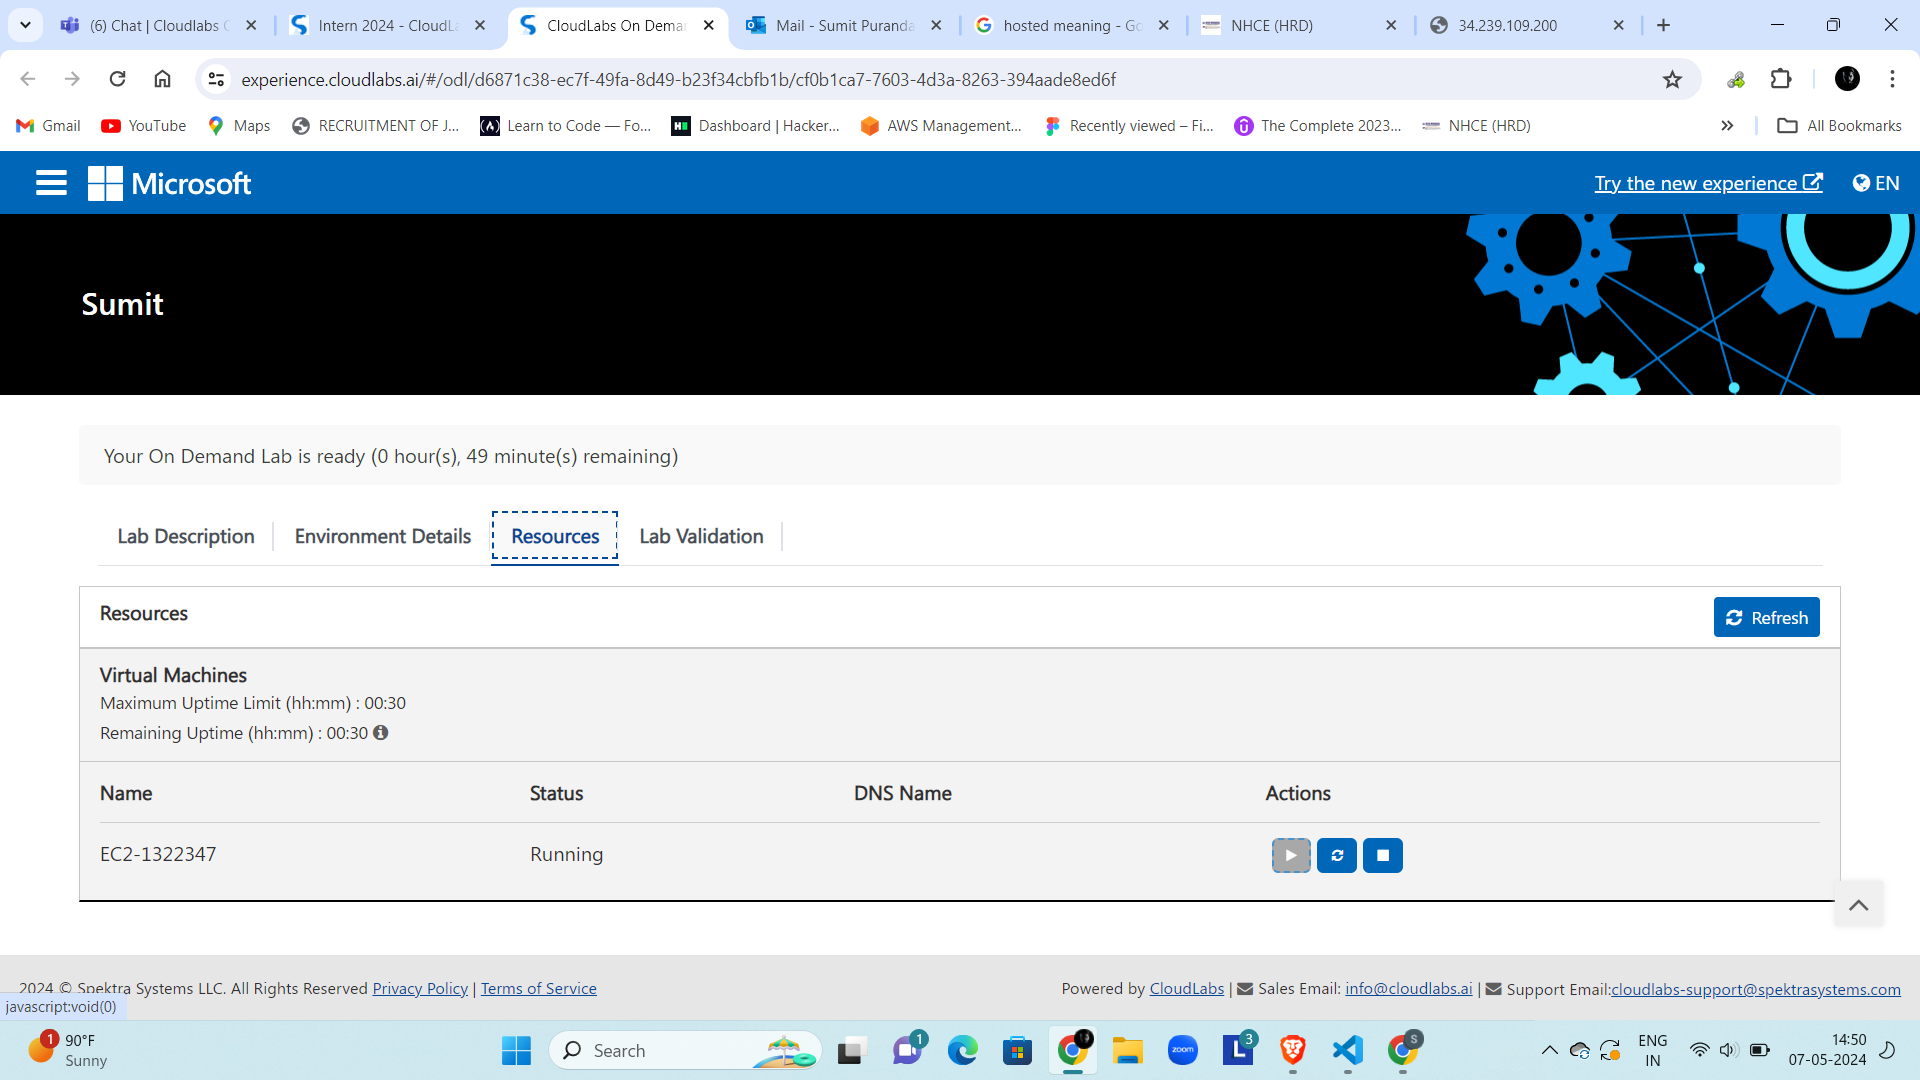 (6) Chat | Cloudlabs
Intern 2024 - CloudLa
CloudLabs On Deman
Mail - Sumit Puranda
hosted meaning - Go
NHCE (HRD)
34.239.109.200
experience.cloudlabs.ai/#/odl/d6871c38-ec7f-49fa-8d49-b23f34cbfb1b/cf0b1ca7-7603-4d3a-8263-394aade8ed6f
Gmail
YouTube
Maps
RECRUITMENT OF J...
Learn to Code — Fo...
Dashboard | Hacker...
AWS Management...
Recently viewed – Fi...
The Complete 2023...
NHCE (HRD)
All Bookmarks
Microsoft
Try the new experience
EN
Sumit
Your On Demand Lab is ready (0 hour(s), 49 minute(s) remaining)
Lab Description
Environment Details
Resources
Lab Validation
Resources
Refresh
Virtual Machines
Maximum Uptime Limit (hh:mm) : 00:30
Remaining Uptime (hh:mm) : 00:30
Name Status DNS Name Actions
EC2-1322347 Running
2024 © Spektra Systems LLC. All Rights Reserved Privacy Policy | Terms of Service
Powered by CloudLabs | Sales Email: info@cloudlabs.ai | Support Email:cloudlabs-support@spektrasystems.com
javascript:void(0)
1
90°F
Sunny
Search
1
zoom
L
3
S
ENG
IN
14:50
07-05-2024